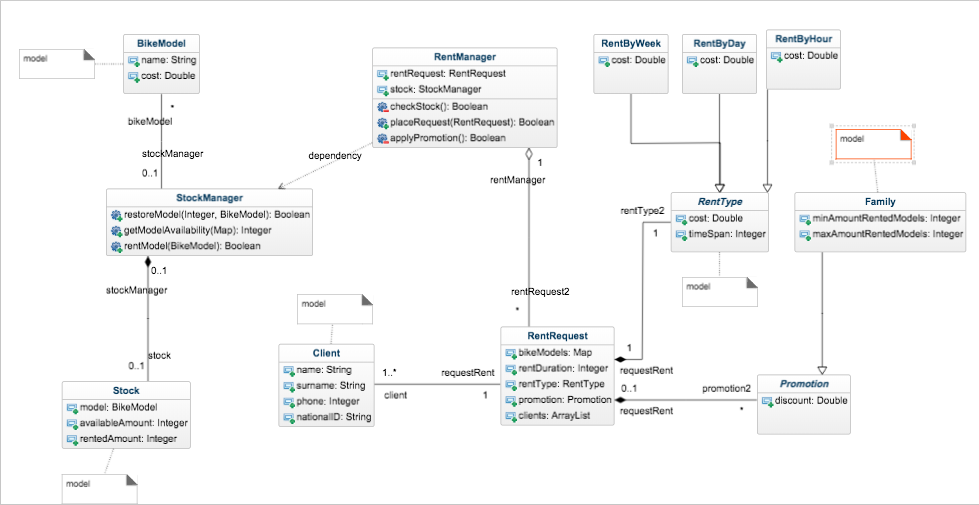 BikeModel
name: String
cost: Double
model
RentManager
rentRequest: RentRequest
stock: StockManager
checkStock(): Boolean
placeRequest(RentRequest): Boolean
applyPromotion(): Boolean
RentByWeek
cost: Double
RentByDay
cost: Double
RentByHour
cost: Double
model
*
bikeModel
stockManager
0..1
dependency
1
rentManager
StockManager
restoreModel(Integer, BikeModel): Boolean
getModelAvailability(Map): Integer
rentModel(BikeModel): Boolean
rentType2
1
RentType
cost: Double
timeSpan: Integer
Family
minAmountRentedModels: Integer
maxAmountRentedModels: Integer
0..1
stockManager
model
model
rentRequest2
*
stock
0..1
Client
name: String
surname: String
phone: Integer
nationalID: String
1..*
client
requestRent
1
RentRequest
bikeModels: Map
rentDuration: Integer
rentType: RentType
promotion: Promotion
clients: ArrayList
1
requestRent
0..1
requestRent
promotion2
*
Promotion
discount: Double
Stock
model: BikeModel
availableAmount: Integer
rentedAmount: Integer
model